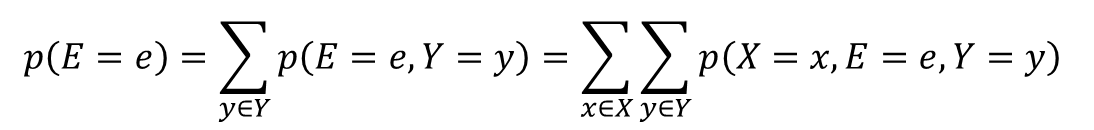 p(E = e) = ∑_{y∈Y} p(E = e, Y = y) = ∑_{x∈X} ∑_{y∈Y} p(X = x, E = e, Y = y)